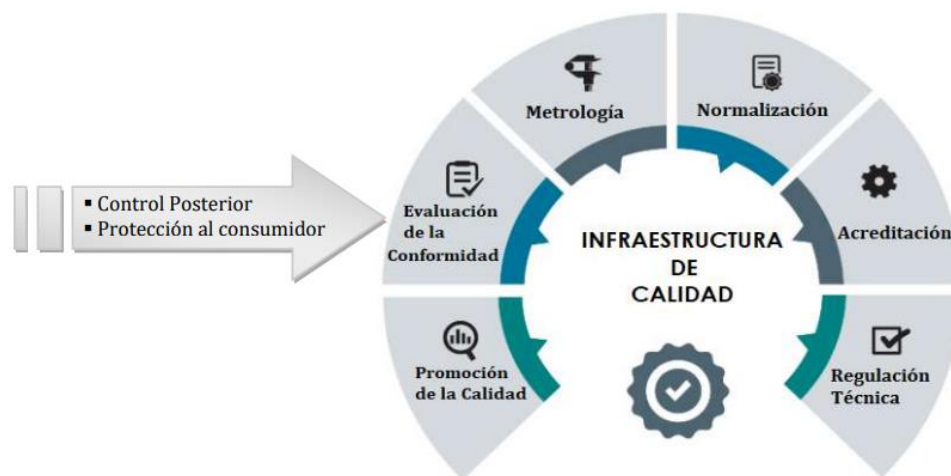 ▪ Control Posterior
▪ Protección al consumidor
Promoción
de la Calidad
Evaluación
de la
Conformidad
Metrología
Normalización
Acreditación
Regulación
Técnica
INFRAESTRUCTURA
DE
CALIDAD